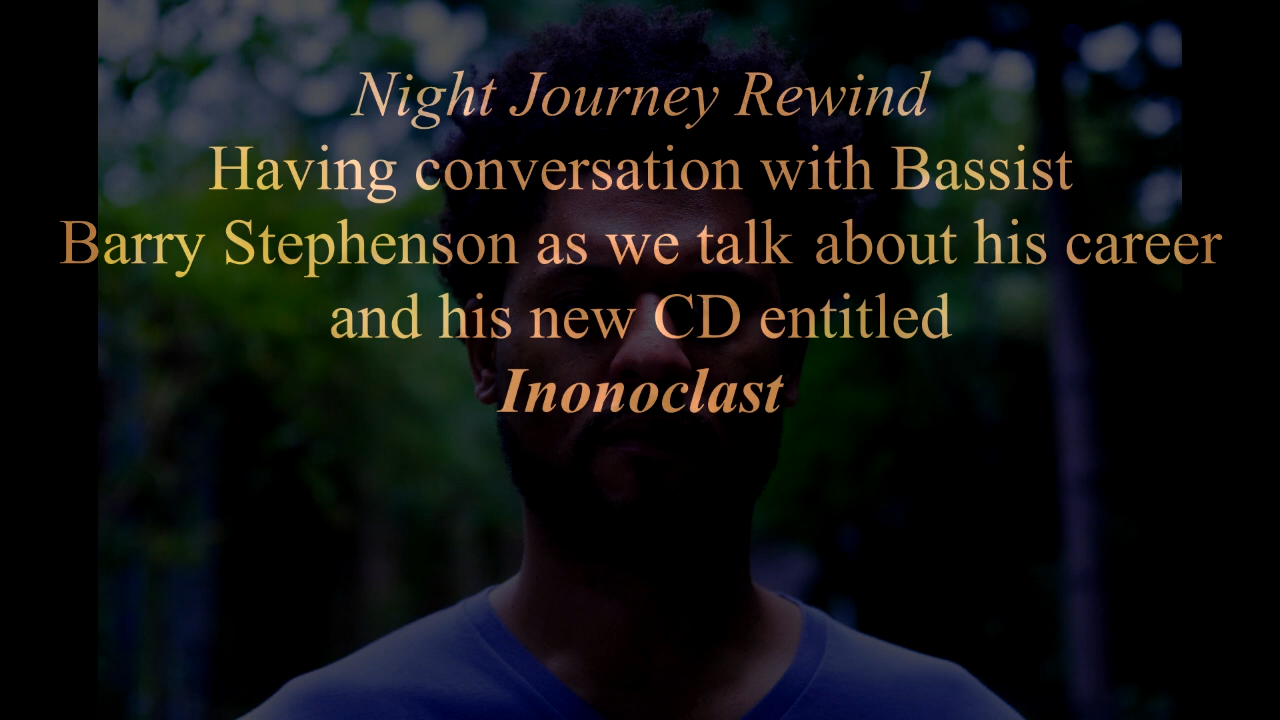 Night Journey Rewind
Having conversation with Bassist
Barry Stephenson as we talk about his career
and his new CD entitled
Inonoclast